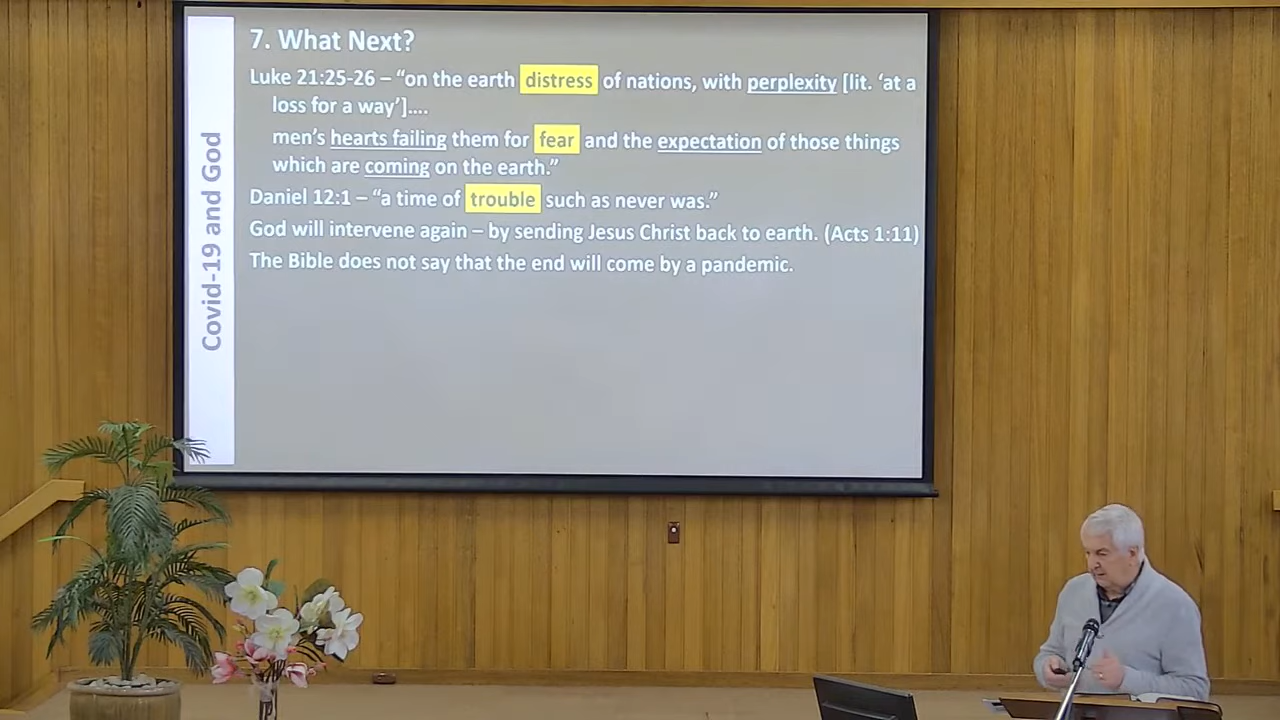 7. What Next?
Luke 21:25-26 – “on the earth distress of nations, with perplexity [lit. ‘at a
loss for a way’]….
men’s hearts failing them for fear and the expectation of those things
which are coming on the earth.”
Daniel 12:1 – “a time of trouble such as never was.”
God will intervene again – by sending Jesus Christ back to earth. (Acts 1:11)
The Bible does not say that the end will come by a pandemic.
Covid-19 and God